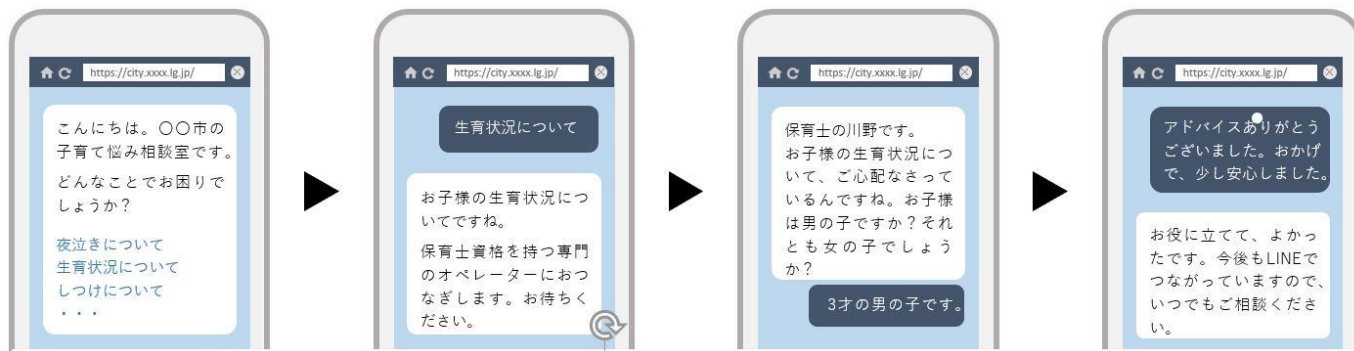 https://city.xxxx.lg.jp/
こんにちは。〇〇市の
子育て悩み相談室です。
どんなことでお困りで
しょうか？
夜泣きについて
生育状況について
しつけについて
・・・
https://city.xxxx.lg.jp/
生育状況について
お子様の生育状況につ
いてですね。
保育士資格を持つ専門
のオペレーターにおつ
なぎします。お待ちく
ださい。
https://city.xxxx.lg.jp/
保育士の川野です。
お子様の生育状況につ
いて、ご心配なさって
いるんですね。お子様
は男の子ですか？それ
とも女の子でしょう
か？
3才の男の子です。
https://city.xxxx.lg.jp/
アドバイスありがとう
ございました。おかげ
で、少し安心しました。
お役に立てて、よかっ
たです。今後もLINEで
つながっていますので、
いつでもご相談くださ
い。